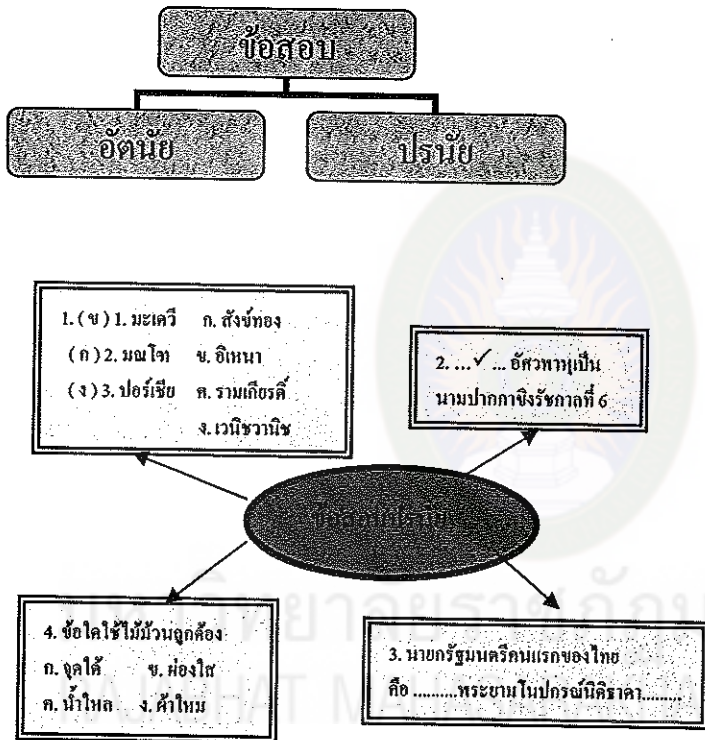 ข้อสอบ
อัตนัย ปรนัย
1. (ข) 1. มะเดวี ก. สังข์ทอง
(ก) 2. มณโฑ ข. อิเหนา
(ง) 3. ปอร์เชีย ค. รามเกียรติ์
ง. เวนิชวานิช
2. ...✓... อัศวพาหุเป็น
นามปากกาขิงรัชกาลที่ 6
ข้อสอบปรนัย
4. ข้อใดใช้ไม้ม้วนถูกต้อง
ก. จุดใต้ ข. ผ่องใส
ค. น้ำใหล ง. ผ้าใหม
3. นายกรัฐมนตรีคนแรกของไทย
คือ .........พระยามโนปกรณ์นิติธาดา.........